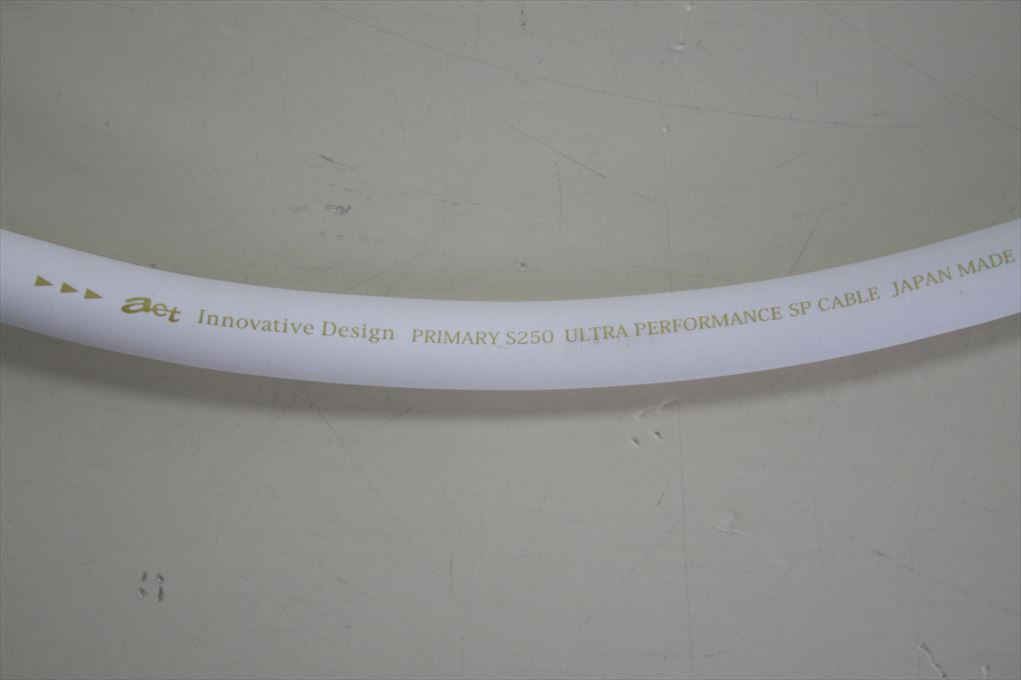 ▶▶▶ aet Innovative Design PRIMARY S250 ULTRA PERFORMANCE SP CABLE JAPAN MADE